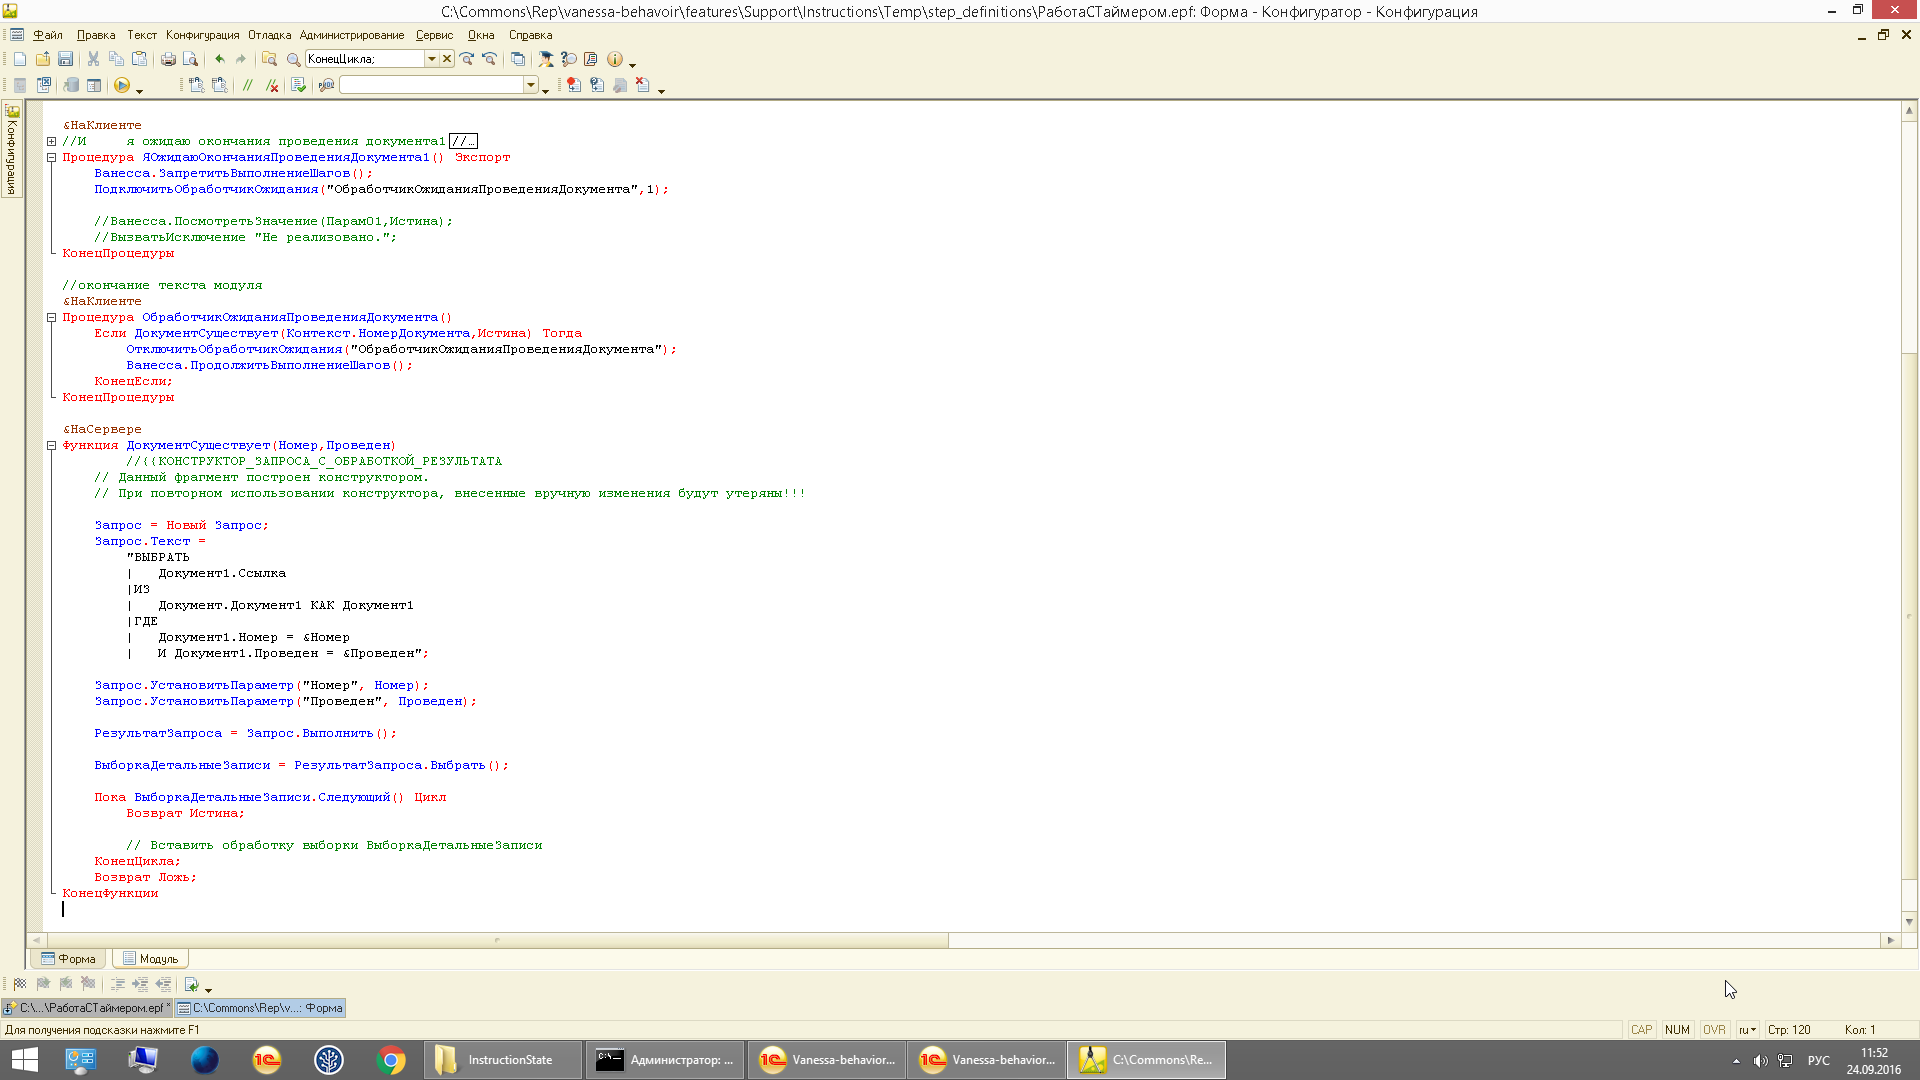 C:\Commons\Rep\vanessa-behavoir\features\Support\Instructions\Temp\step_definitions\РаботаСТаймером.epf: Форма - Конфигуратор - Конфигурация
Файл Правка Текст Конфигурация Отладка Администрирование Сервис Окна Справка
КонецЦикла;
Конфигурация
&НаКлиенте
//И     я ожидаю окончания проведения документа1 //…
Процедура ЯОжидаюОкончанияПроведенияДокумента1() Экспорт
    Ванесса.ЗапретитьВыполнениеШагов();
    ПодключитьОбработчикОжидания("ОбработчикОжиданияПроведенияДокумента",1);
    //Ванесса.ПосмотретьЗначение(Парам01,Истина);
    //ВызватьИсключение "Не реализовано.";
КонецПроцедуры
//окончание текста модуля
&НаКлиенте
Процедура ОбработчикОжиданияПроведенияДокумента()
    Если ДокументСуществует(Контекст.НомерДокумента,Истина) Тогда
        ОтключитьОбработчикОжидания("ОбработчикОжиданияПроведенияДокумента");
        Ванесса.ПродолжитьВыполнениеШагов();
    КонецЕсли;
КонецПроцедуры
&НаСервере
Функция ДокументСуществует(Номер,Проведен)
        //{{КОНСТРУКТОР_ЗАПРОСА_С_ОБРАБОТКОЙ_РЕЗУЛЬТАТА
    // Данный фрагмент построен конструктором.
    // При повторном использовании конструктора, внесенные вручную изменения будут утеряны!!!
    Запрос = Новый Запрос;
    Запрос.Текст =
        "ВЫБРАТЬ
        |   Документ1.Ссылка
        |ИЗ
        |   Документ.Документ1 КАК Документ1
        |ГДЕ
        |   Документ1.Номер = &Номер
        |   И Документ1.Проведен = &Проведен";
    Запрос.УстановитьПараметр("Номер", Номер);
    Запрос.УстановитьПараметр("Проведен", Проведен);
    РезультатЗапроса = Запрос.Выполнить();
    ВыборкаДетальныеЗаписи = РезультатЗапроса.Выбрать();
    Пока ВыборкаДетальныеЗаписи.Следующий() Цикл
        Возврат Истина;
        // Вставить обработку выборки ВыборкаДетальныеЗаписи
    КонецЦикла;
    Возврат Ложь;
КонецФункции
Форма Модуль
C:\...\РаботаСТаймером.epf * C:\Commons\Rep\v...: Форма
Для получения подсказки нажмите F1 CAP NUM OVR ru Стр: 120 Кол: 1
InstructionState Администратор: ... Vanessa-behavior... Vanessa-behavior... C:\Commons\Re... РУС 11:52
24.09.2016